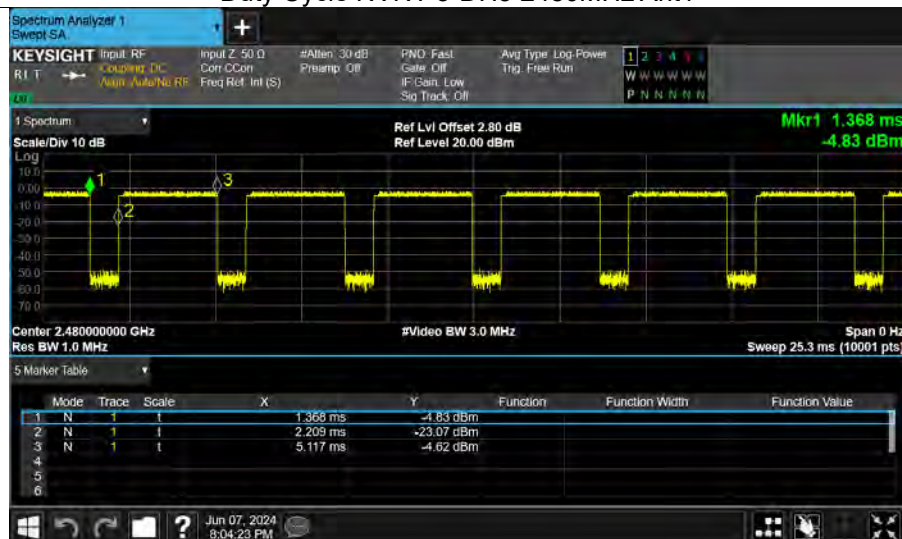 Spectrum Analyzer 1
Swept SA
+
KEYSIGHT Input: RF Input Z: 50 Ω #Atten: 30 dB PNO: Fast Avg Type: Log-Power 1 2 3 4 5 6
RLT Coupling: DC Corr CCorr Preamp: Off Gate: Off Trig: Free Run W W W W W W
Align: Auto/No RF Freq Ref: Int (S) IF Gain: Low P N N N N N
Sig Track: Off
1 Spectrum Ref Lvl Offset 2.80 dB Mkr1 1.368 ms
Scale/Div 10 dB Ref Level 20.00 dBm -4.83 dBm
Log
10.0
0.00
-10.0
-20.0
-30.0
-40.0
-50.0
-60.0
-70.0
1
2
3
Center 2.480000000 GHz #Video BW 3.0 MHz Span 0 Hz
Res BW 1.0 MHz Sweep 25.3 ms (10001 pts)
5 Marker Table
Mode Trace Scale X Y Function Function Width Function Value
1 N 1 t 1.368 ms -4.83 dBm
2 N 1 t 2.209 ms -23.07 dBm
3 N 1 t 5.117 ms -4.62 dBm
4
5
6
? Jun 07, 2024
8:04:23 PM